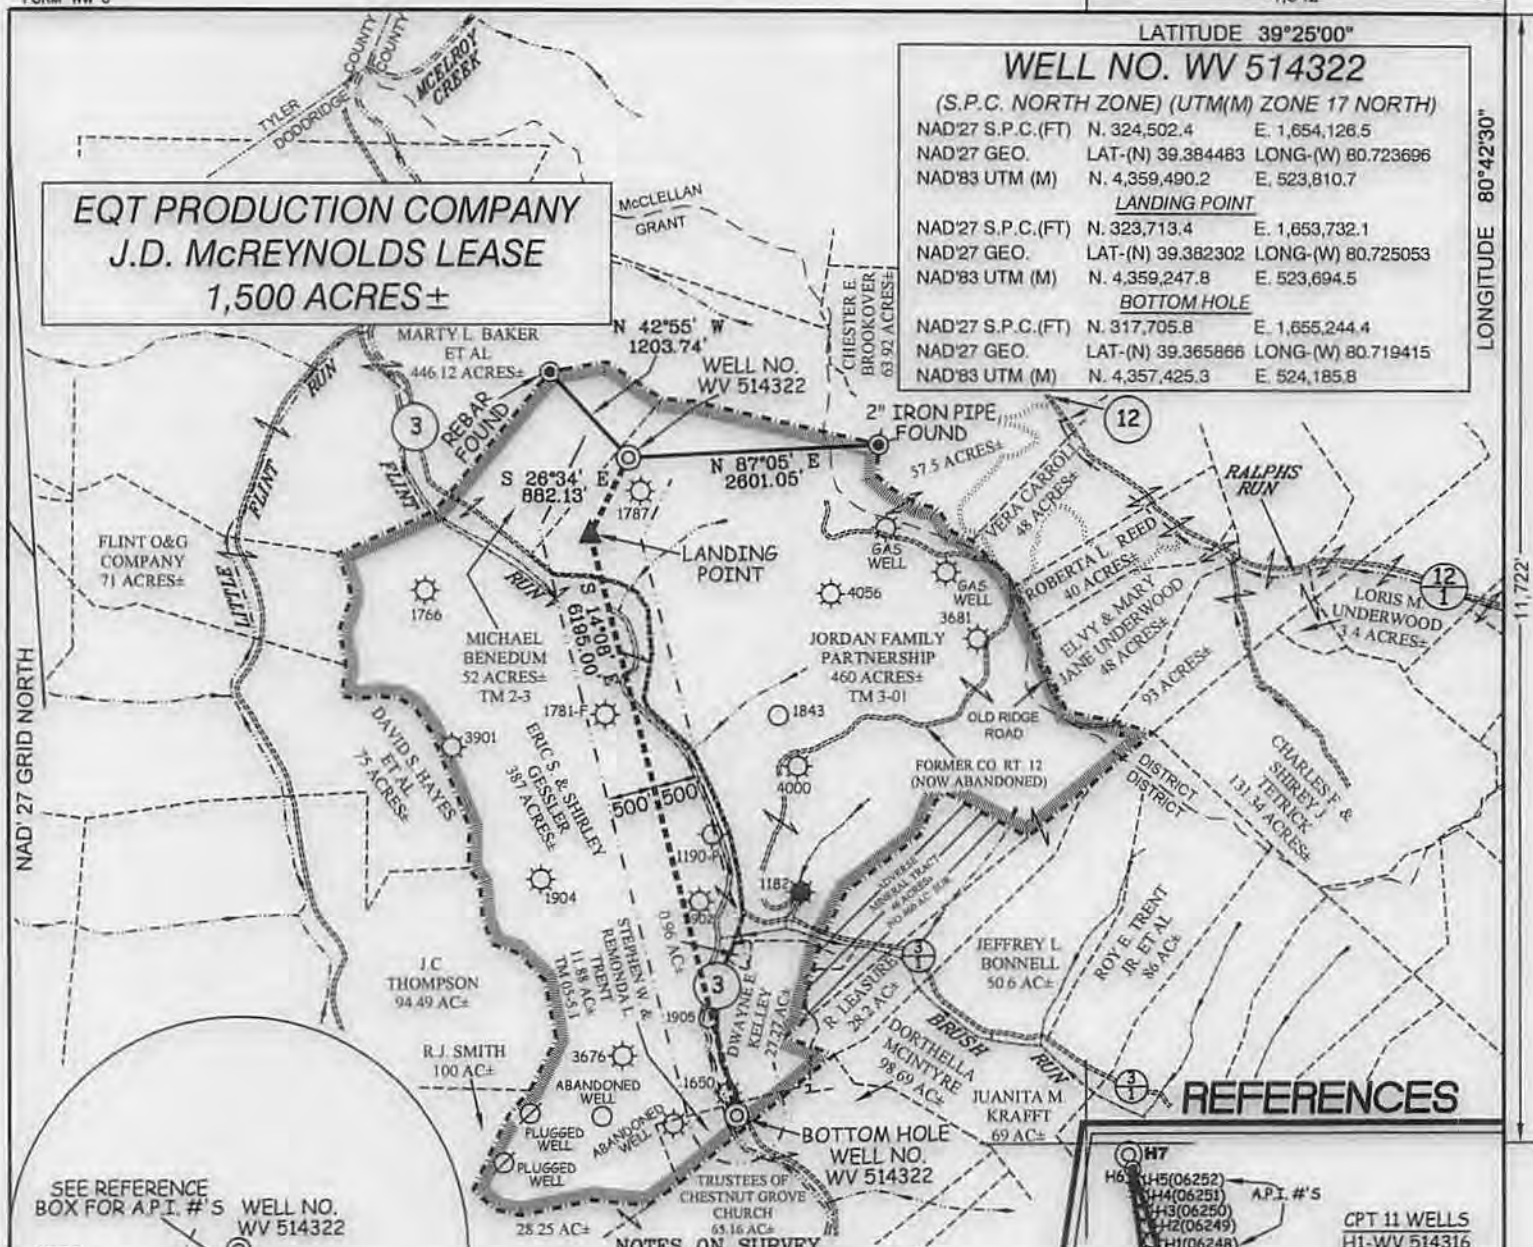 LATITUDE 39°25'00"
WELL NO. WV 514322
(S.P.C. NORTH ZONE) (UTM(M) ZONE 17 NORTH)
NAD'27 S.P.C.(FT) N. 324,502.4 E. 1,654,126.5
NAD'27 GEO. LAT-(N) 39.384483 LONG-(W) 80.723696
NAD'83 UTM (M) N. 4,359,490.2 E. 523,810.7
LANDING POINT
NAD'27 S.P.C.(FT) N. 323,713.4 E. 1,653,732.1
NAD'27 GEO. LAT-(N) 39.382302 LONG-(W) 80.725053
NAD'83 UTM (M) N. 4,359,247.8 E. 523,694.5
BOTTOM HOLE
NAD'27 S.P.C.(FT) N. 317,705.8 E. 1,655,244.4
NAD'27 GEO. LAT-(N) 39.365866 LONG-(W) 80.719415
NAD'83 UTM (M) N. 4,357,425.3 E. 524,185.8
LONGITUDE 80°42'30"
11,722'
COUNTY
COUNTY
TYLER
DODDRIDGE
MCELROY
CREEK
McCLELLAN
GRANT
EQT PRODUCTION COMPANY
J.D. McREYNOLDS LEASE
1,500 ACRES±
MARTY L. BAKER
ET AL
446.12 ACRES±
N 42°55' W
1203.74'
WELL NO.
WV 514322
CHESTER E.
BROOKOVER
63.92 ACRES±
2" IRON PIPE
FOUND
12
3
REBAR
FOUND
RUN
FLINT
LITTLE
FLINT
RUN
S 26°34' E
882.13'
N 87°05' E
2601.05'
57.5 ACRES±
VERA CARROLL
48 ACRES±
RALPHS
RUN
1787
GAS
WELL
GAS
WELL
ROBERTA L. REED
40 ACRES±
12
1
LORIS M.
UNDERWOOD
3.4 ACRES±
FLINT O&G
COMPANY
71 ACRES±
LANDING
POINT
1766
4056
3681
ELVY & MARY
JANE UNDERWOOD
48 ACRES±
93 ACRES±
S 14°08' E
6195.00'
MICHAEL
BENEDUM
52 ACRES±
TM 2-3
JORDAN FAMILY
PARTNERSHIP
460 ACRES±
TM 3-01
NAD' 27 GRID NORTH
1781-F
1843
OLD RIDGE
ROAD
DAVID S. HAYES
ET AL
75 ACRES±
3901
ERIC S. & SHIRLEY
GESSLER
387 ACRES±
4000
FORMER CO. RT. 12
(NOW ABANDONED)
DISTRICT
DISTRICT
CHARLES F. &
SHIREY J.
TETRICK
131.34 ACRES±
500' 500'
1904
1182
ADVERSE
MINERAL TRACT
STEPHEN W. &
REMONDA L.
TRENT
11.88 AC±
TM 05-5.1
0.96 AC±
3
1
JEFFREY L.
BONNELL
50.6 AC±
ROY E. TRENT
JR. ET AL
86 AC±
J.C.
THOMPSON
94.49 AC±
3
1905
DWAYNE E.
KELLEY
27.27 AC±
R. LEASURE
28.2 AC±
BRUSH
RUN
DORTHELLA
MCINTYRE
98.69 AC±
R.J. SMITH
100 AC±
3676
1650
ABANDONED
WELL
ABANDONED
WELL
PLUGGED
WELL
PLUGGED
WELL
JUANITA M.
KRAFFT
69 AC±
3
1
REFERENCES
BOTTOM HOLE
WELL NO.
WV 514322
TRUSTEES OF
CHESTNUT GROVE
CHURCH
65.16 AC±
28.25 AC±
NOTES ON SURVEY
SEE REFERENCE
BOX FOR A.P.I. #'S
WELL NO.
WV 514322
H7
H6
H5(06252)
H4(06251)
H3(06250)
H2(06249)
H1(06248)
A.P.I. #'S
CPT 11 WELLS
H1-WV 514316